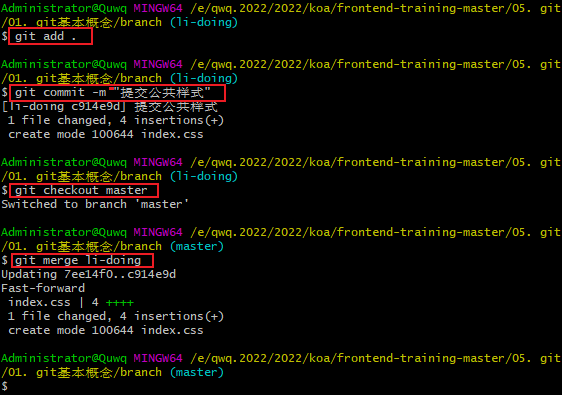 Administrator@Quwq MINGW64 /e/qwq.2022/2022/koa/frontend-training-master/05. git
/01. git基本概念/branch (li-doing)
$ git add .
Administrator@Quwq MINGW64 /e/qwq.2022/2022/koa/frontend-training-master/05. git
/01. git基本概念/branch (li-doing)
$ git commit -m""提交公共样式"
[li-doing c914e9d] 提交公共样式
1 file changed, 4 insertions(+)
create mode 100644 index.css
Administrator@Quwq MINGW64 /e/qwq.2022/2022/koa/frontend-training-master/05. git
/01. git基本概念/branch (li-doing)
$ git checkout master
Switched to branch 'master'
Administrator@Quwq MINGW64 /e/qwq.2022/2022/koa/frontend-training-master/05. git
/01. git基本概念/branch (master)
$ git merge li-doing
Updating 7ee14f0..c914e9d
Fast-forward
index.css | 4 ++++
1 file changed, 4 insertions(+)
create mode 100644 index.css
Administrator@Quwq MINGW64 /e/qwq.2022/2022/koa/frontend-training-master/05. git
/01. git基本概念/branch (master)
$